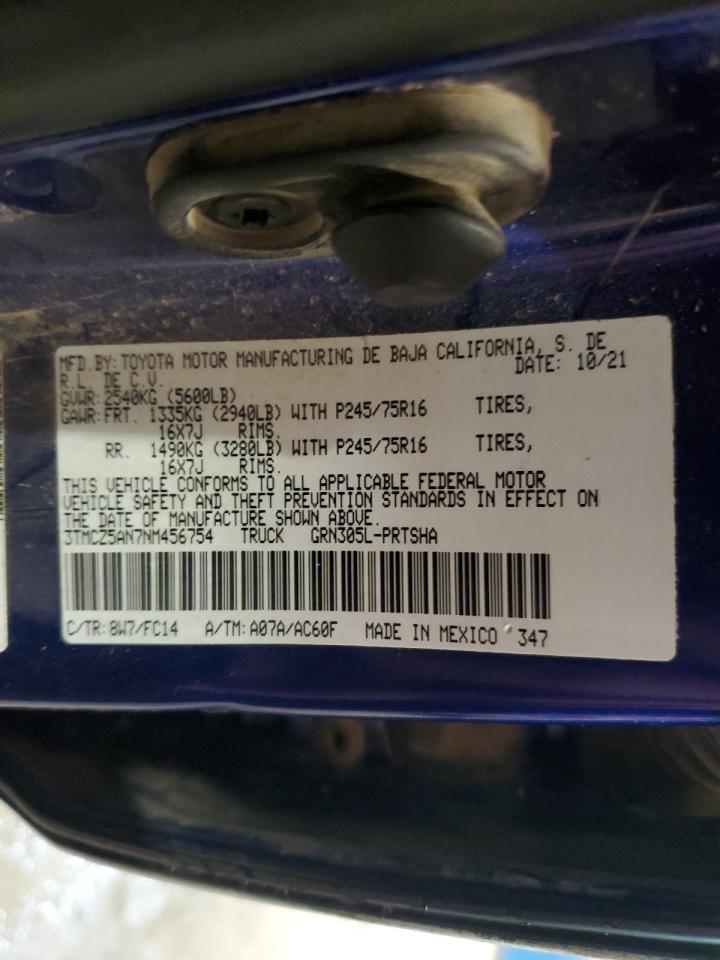 MFD.BY: TOYOTA MOTOR MANUFACTURING DE BAJA CALIFORNIA, S. DE
R.L. DE C.V. DATE: 10/21
GVWR: 2540KG (5600LB)
GAWR: FRT. 1335KG (2940LB) WITH P245/75R16 TIRES,
16X7J RIMS.
RR. 1490KG (3280LB) WITH P245/75R16 TIRES,
16X7J RIMS.
THIS VEHICLE CONFORMS TO ALL APPLICABLE FEDERAL MOTOR
VEHICLE SAFETY AND THEFT PREVENTION STANDARDS IN EFFECT ON
THE DATE OF MANUFACTURE SHOWN ABOVE.
3TMCZ5AN7NM456754 TRUCK GRN305L-PRTSHA
C/TR: 8W7/FC14 A/TM: A07A/AC60F MADE IN MEXICO 347